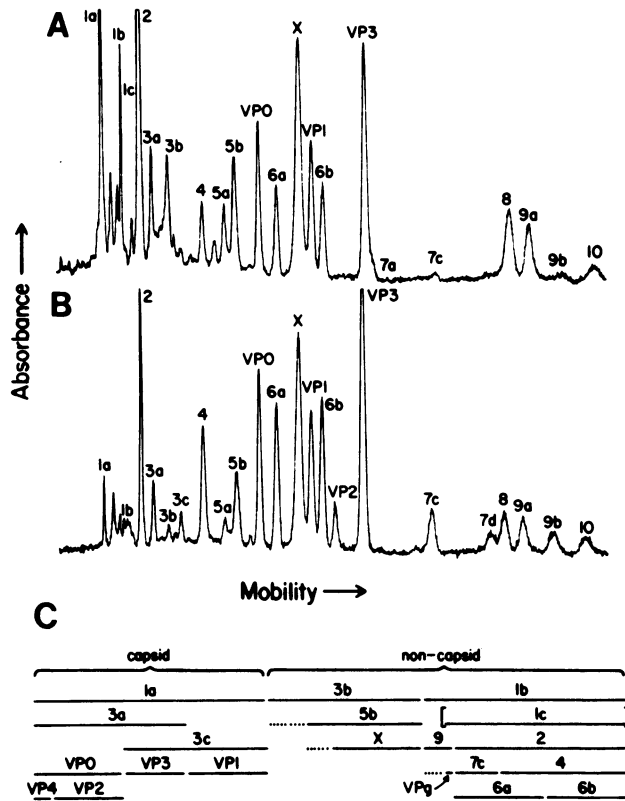 A
1a
1b
1c
2
3a
3b
4
5a
5b
VP0
6a
X
VP1
6b
VP3
7a
7c
8
9a
9b
10
Absorbance
B
1a
1b
2
3a
3b
3c
4
5a
5b
VP0
6a
X
VP1
6b
VP2
VP3
7c
7d
8
9a
9b
10
Mobility
C
capsid non-capsid
1a 3b 1b
3a 5b 1c
3c X 9 2
VP0 VP3 VP1 7c 4
VP4 VP2 VPg 6a 6b